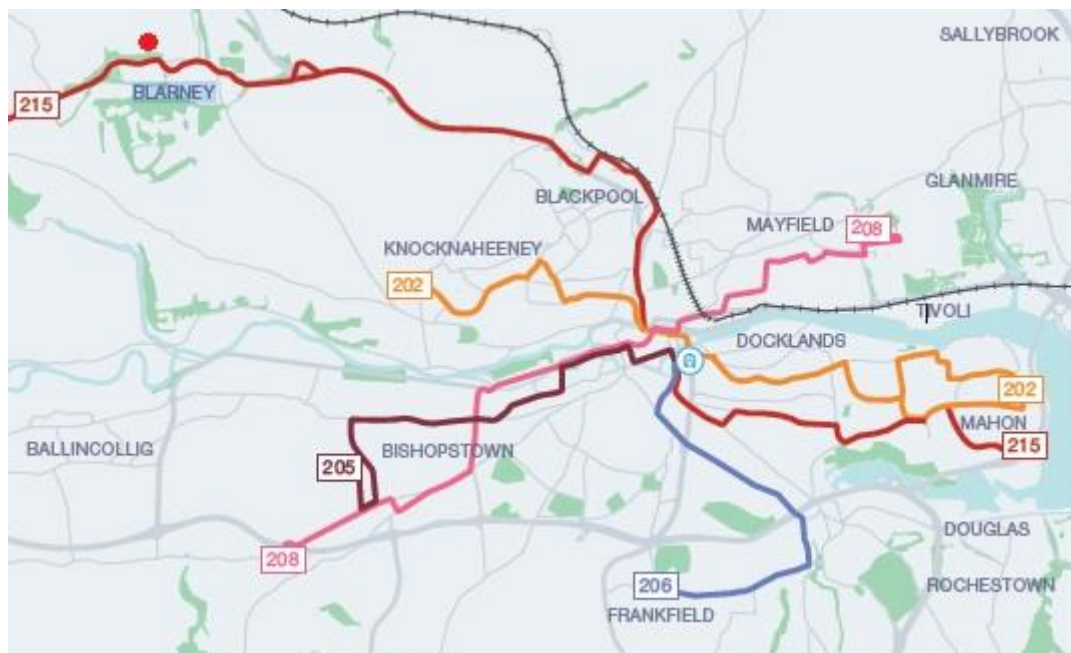 SALLYBROOK
BLARNEY
215
GLANMIRE
BLACKPOOL
MAYFIELD
208
KNOCKNAHEENEY
202
TIVOLI
DOCKLANDS
202
MAHON
215
BALLINCOLLIG
BISHOPSTOWN
205
DOUGLAS
208
206
ROCHESTOWN
FRANKFIELD